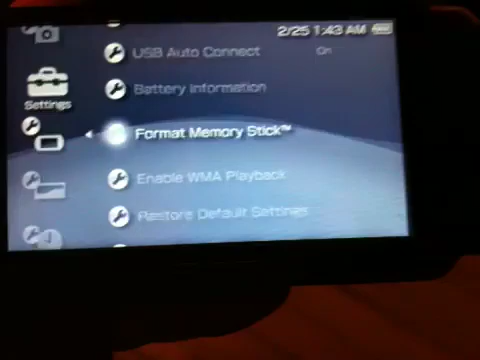 2/25 1:43 AM
USB Auto Connect On
Battery Information
Settings
Format Memory Stick™
Enable WMA Playback
Restore Default Settings